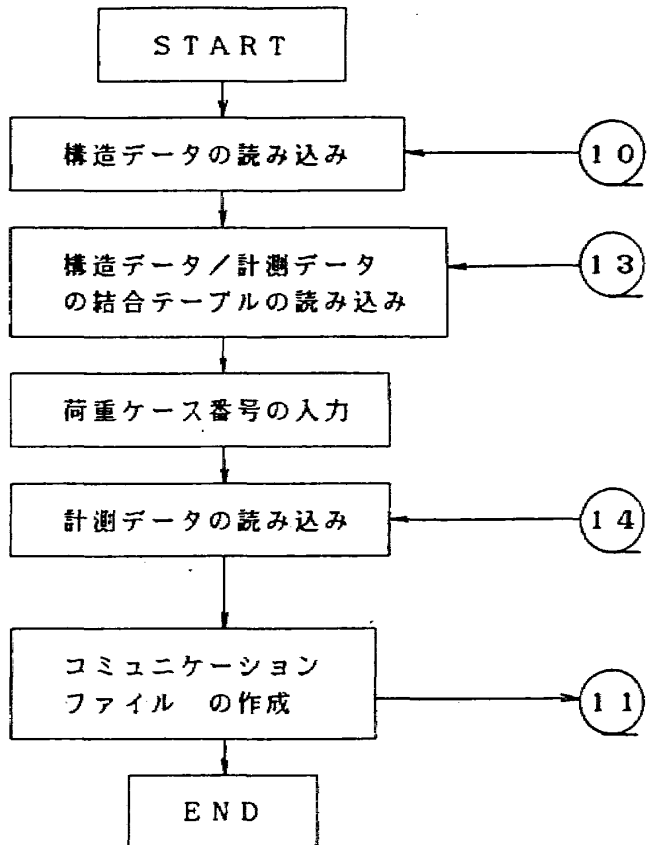 START
構造データの読み込み
10
構造データ/計測データ
の結合テーブルの読み込み
13
荷重ケース番号の入力
計測データの読み込み
14
コミュニケーション
ファイル の作成
11
END